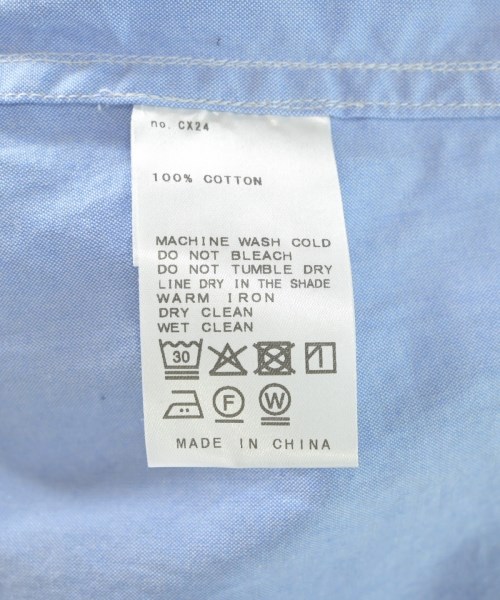 no. CX24
100% COTTON
MACHINE WASH COLD
DO NOT BLEACH
DO NOT TUMBLE DRY
LINE DRY IN THE SHADE
WARM IRON
DRY CLEAN
WET CLEAN
30
F W
MADE IN CHINA